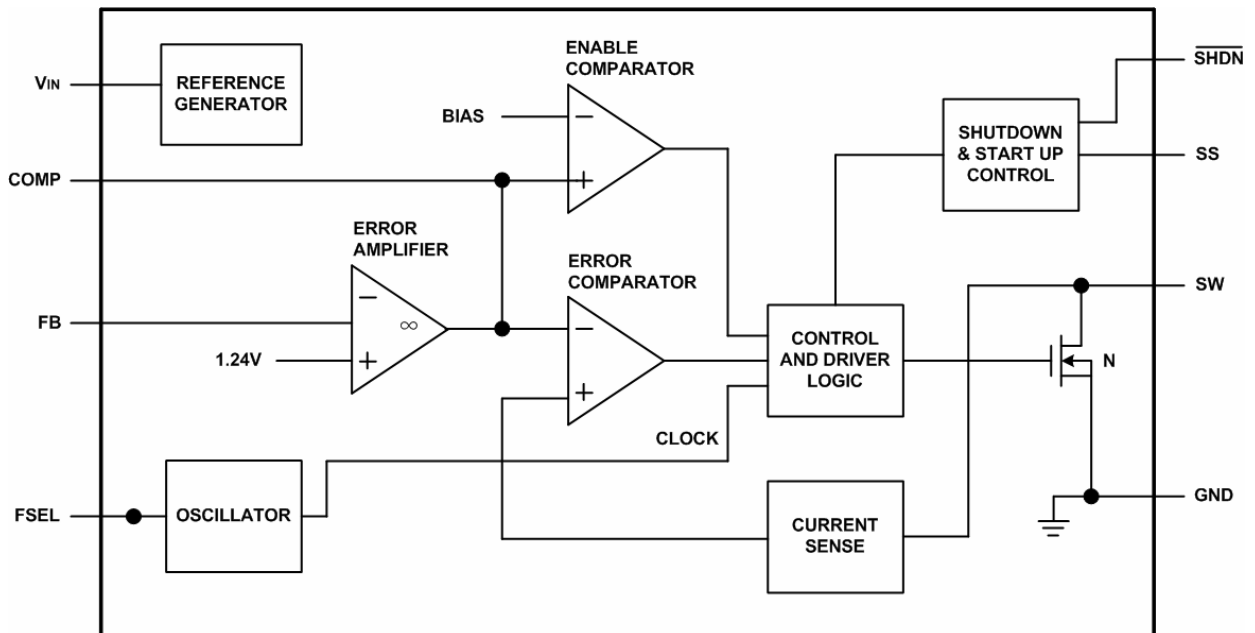 ENABLE
COMPARATOR
SHDN
VIN
REFERENCE
GENERATOR
BIAS
−
SHUTDOWN
& START UP
CONTROL
SS
COMP
+
ERROR
AMPLIFIER
ERROR
COMPARATOR
SW
−
FB
∞
−
1.24V
+
CONTROL
AND DRIVER
LOGIC
N
+
CLOCK
FSEL
OSCILLATOR
CURRENT
SENSE
GND